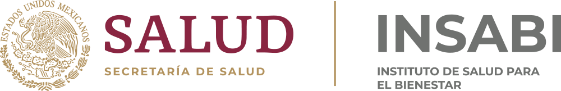 ESTADOS UNIDOS MEXICANOS
SALUD
SECRETARÍA DE SALUD
INSABI
INSTITUTO DE SALUD PARA
EL BIENESTAR